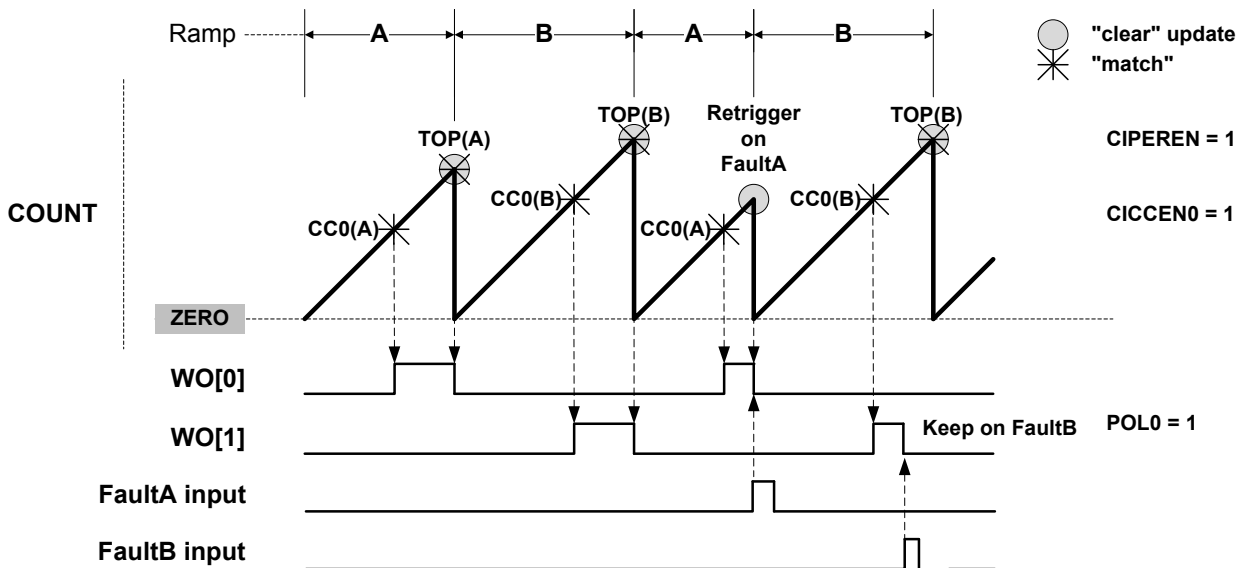 Ramp
A
B
A
B
"clear" update
"match"
TOP(A)
TOP(B)
Retrigger
on
FaultA
TOP(B)
CIPEREN = 1
COUNT
CC0(A)
CC0(B)
CC0(A)
CC0(B)
CICCEN0 = 1
ZERO
WO[0]
WO[1]
Keep on FaultB
POL0 = 1
FaultA input
FaultB input